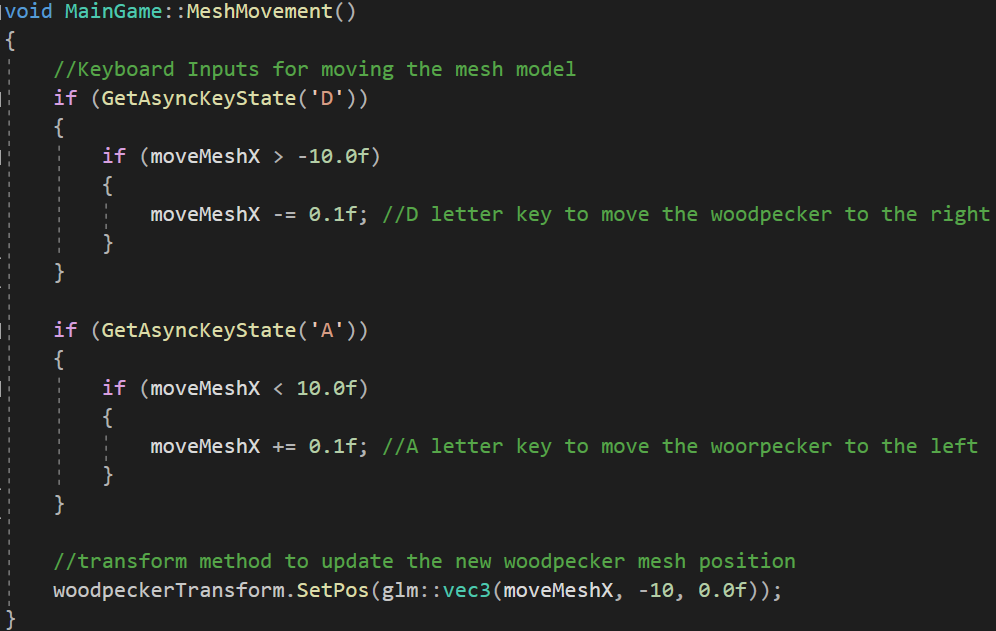 void MainGame::MeshMovement()
{
//Keyboard Inputs for moving the mesh model
if (GetAsyncKeyState('D'))
{
if (moveMeshX > -10.0f)
{
moveMeshX -= 0.1f; //D letter key to move the woodpecker to the right
}
}
if (GetAsyncKeyState('A'))
{
if (moveMeshX < 10.0f)
{
moveMeshX += 0.1f; //A letter key to move the woorpecker to the left
}
}
//transform method to update the new woodpecker mesh position
woodpeckerTransform.SetPos(glm::vec3(moveMeshX, -10, 0.0f));
}